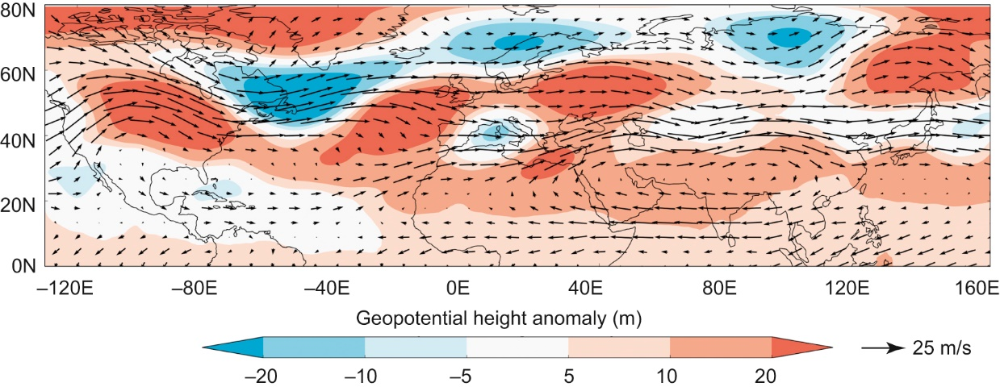 80N
60N
40N
20N
0N
–120E –80E –40E 0E 40E 80E 120E 160E
Geopotential height anomaly (m)
25 m/s
–20 –10 –5 5 10 20